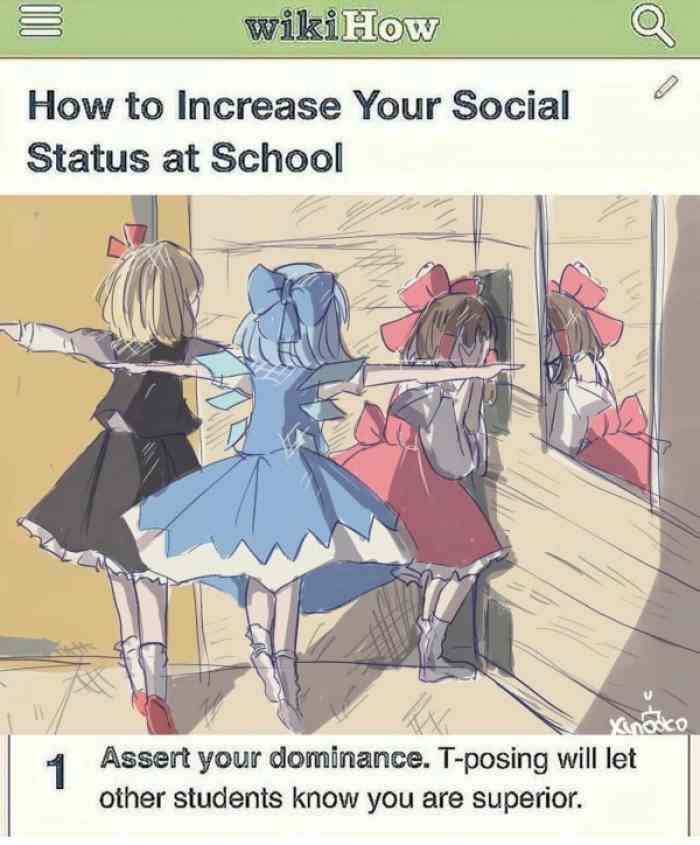 wikiHow
How to Increase Your Social
Status at School
Xinocco
1 Assert your dominance. T-posing will let
other students know you are superior.